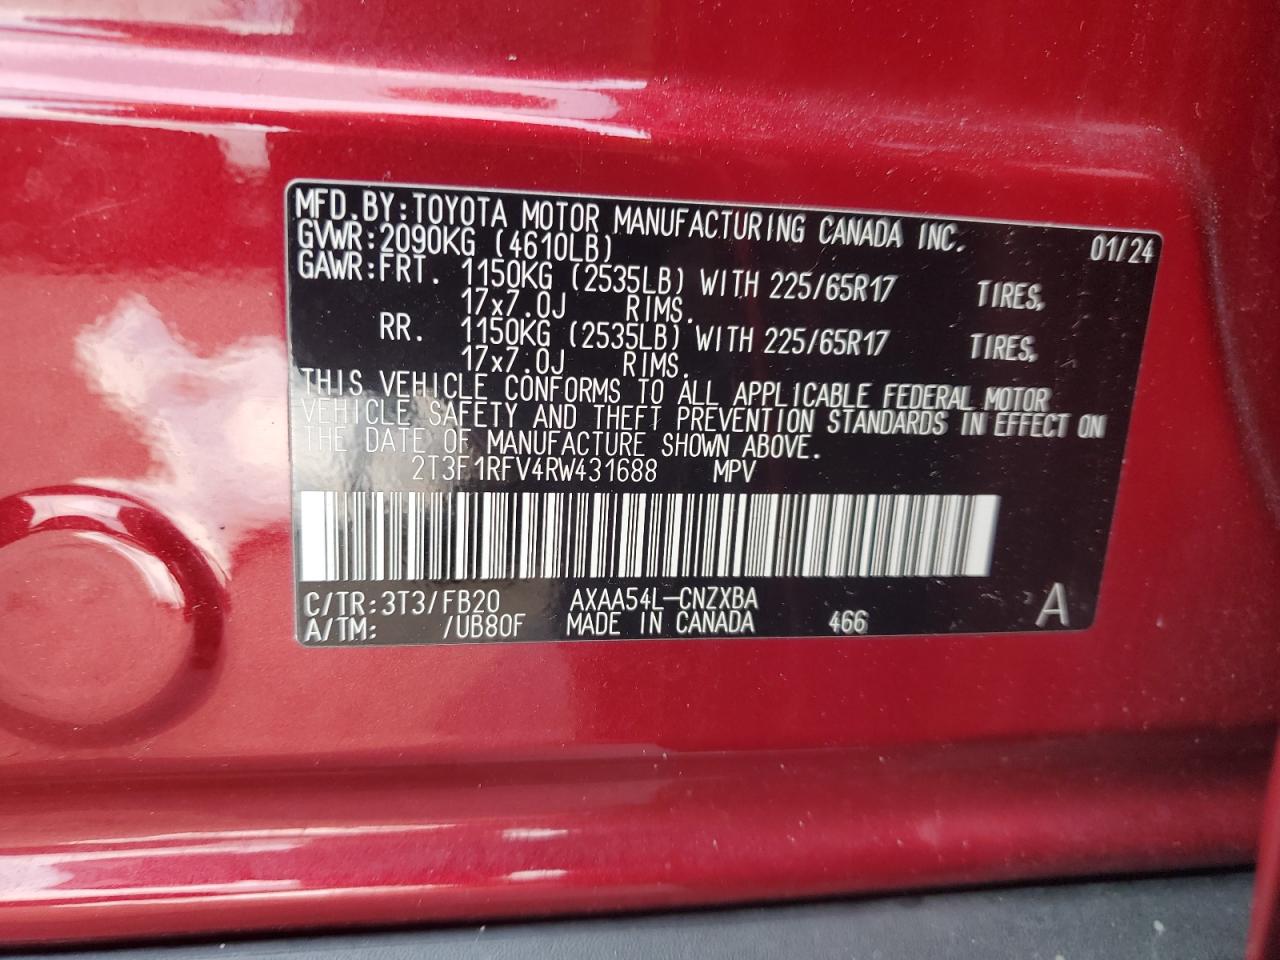 MFD.BY:TOYOTA MOTOR MANUFACTURING CANADA INC. 01/24
GVWR:2090KG (4610LB)
GAWR:FRT. 1150KG (2535LB) WITH 225/65R17 TIRES,
17x7.0J RIMS.
RR. 1150KG (2535LB) WITH 225/65R17 TIRES,
17x7.0J RIMS.
THIS VEHICLE CONFORMS TO ALL APPLICABLE FEDERAL MOTOR
VEHICLE SAFETY AND THEFT PREVENTION STANDARDS IN EFFECT ON
THE DATE OF MANUFACTURE SHOWN ABOVE.
2T3F1RFV4RW431688 MPV
C/TR:3T3/FB20 AXAA54L-CNZXBA
A/TM: /UB80F MADE IN CANADA 466 A